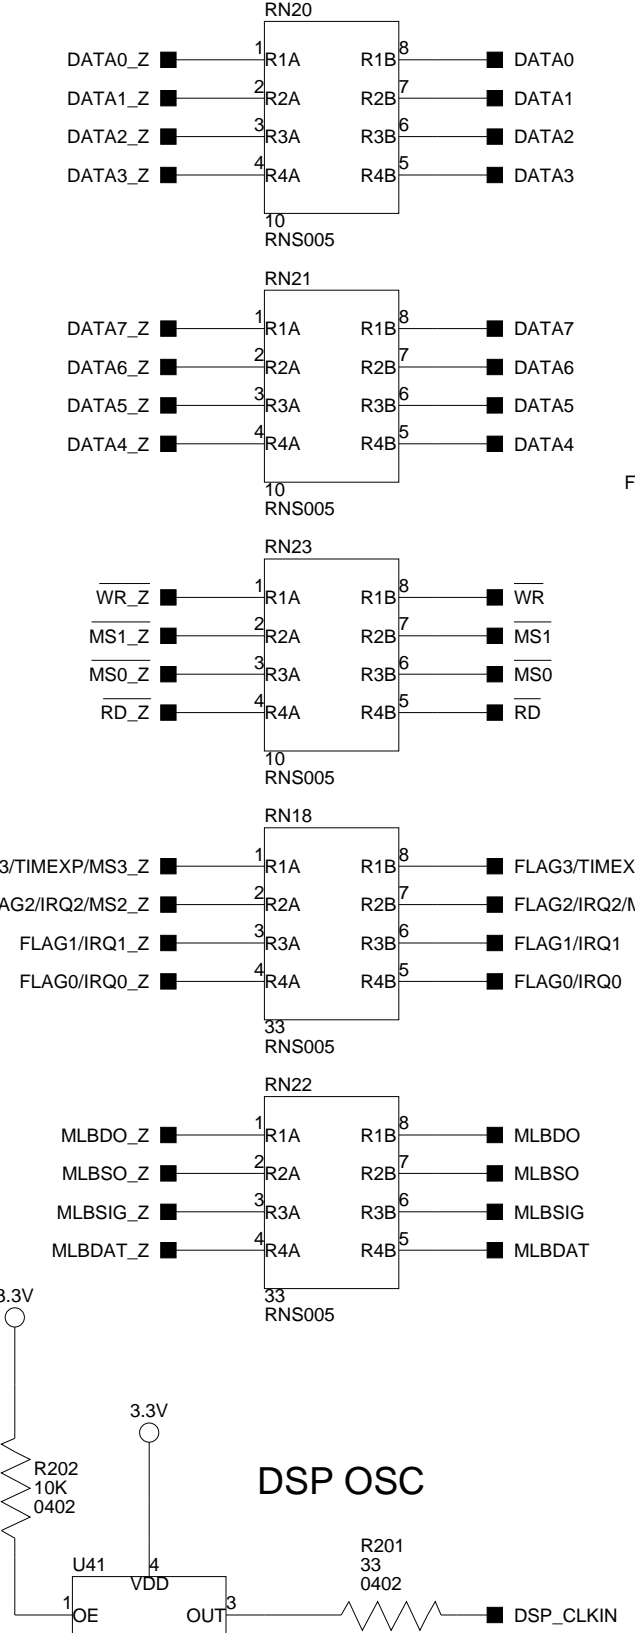 RN20
DATA0_Z 1 R1A R1B 8 DATA0
DATA1_Z 2 R2A R2B 7 DATA1
DATA2_Z 3 R3A R3B 6 DATA2
DATA3_Z 4 R4A R4B 5 DATA3
10
RNS005
RN21
DATA7_Z 1 R1A R1B 8 DATA7
DATA6_Z 2 R2A R2B 7 DATA6
DATA5_Z 3 R3A R3B 6 DATA5
DATA4_Z 4 R4A R4B 5 DATA4
F
10
RNS005
RN23
WR_Z 1 R1A R1B 8 WR
MS1_Z 2 R2A R2B 7 MS1
MS0_Z 3 R3A R3B 6 MS0
RD_Z 4 R4A R4B 5 RD
10
RNS005
RN18
3/TIMEXP/MS3_Z 1 R1A R1B 8 FLAG3/TIMEX
AG2/IRQ2/MS2_Z 2 R2A R2B 7 FLAG2/IRQ2/M
FLAG1/IRQ1_Z 3 R3A R3B 6 FLAG1/IRQ1
FLAG0/IRQ0_Z 4 R4A R4B 5 FLAG0/IRQ0
33
RNS005
RN22
MLBDO_Z 1 R1A R1B 8 MLBDO
MLBSO_Z 2 R2A R2B 7 MLBSO
MLBSIG_Z 3 R3A R3B 6 MLBSIG
MLBDAT_Z 4 R4A R4B 5 MLBDAT
33
RNS005
3.3V
3.3V
DSP OSC
R202
10K
0402
R201
33
0402
U41 4
VDD
1 OE OUT 3 DSP_CLKIN